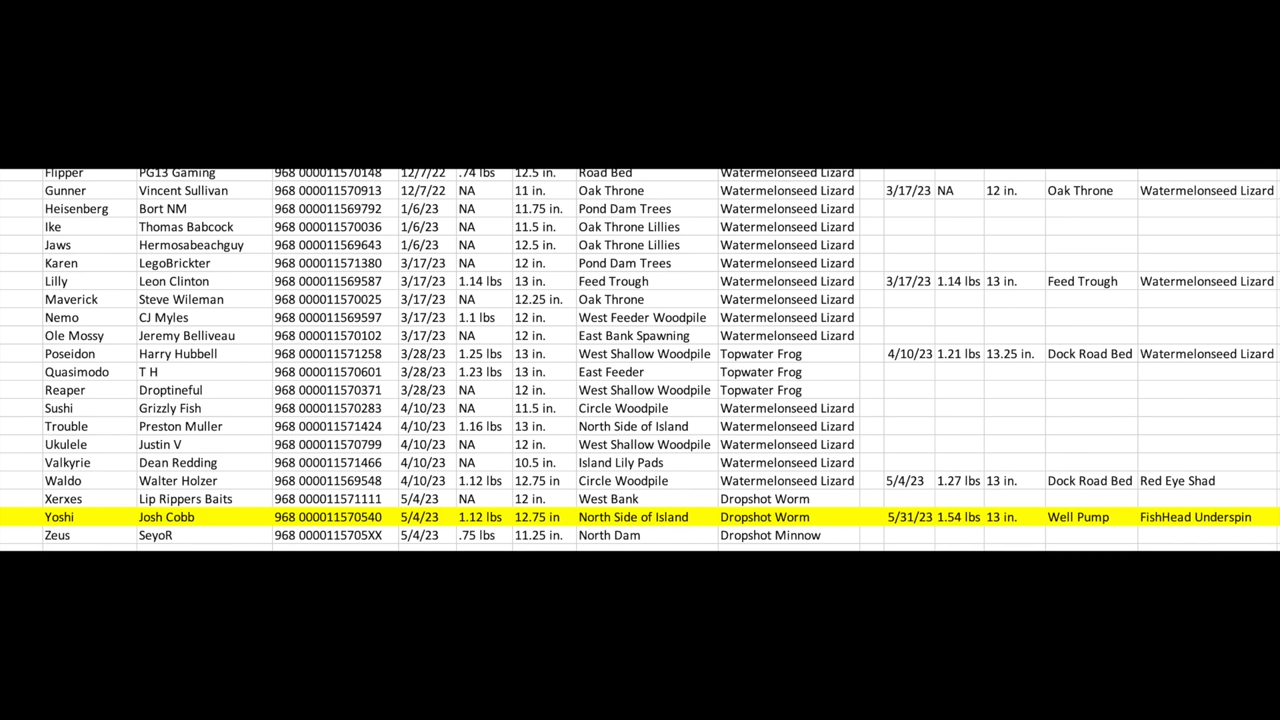 Flipper PG13 Gaming 968 000011570148 12/7/22 .74 lbs 12.5 in. Road Bed Watermelonseed Lizard
Gunner Vincent Sullivan 968 000011570913 12/7/22 NA 11 in. Oak Throne Watermelonseed Lizard 3/17/23 NA 12 in. Oak Throne Watermelonseed Lizard
Heisenberg Bort NM 968 000011569792 1/6/23 NA 11.75 in. Pond Dam Trees Watermelonseed Lizard
Ike Thomas Babcock 968 000011570036 1/6/23 NA 11.5 in. Oak Throne Lillies Watermelonseed Lizard
Jaws Hermosabeachguy 968 000011569643 1/6/23 NA 12.5 in. Oak Throne Lillies Watermelonseed Lizard
Karen LegoBrickter 968 000011571380 3/17/23 NA 12 in. Pond Dam Trees Watermelonseed Lizard
Lilly Leon Clinton 968 000011569587 3/17/23 1.14 lbs 13 in. Feed Trough Watermelonseed Lizard 3/17/23 1.14 lbs 13 in. Feed Trough Watermelonseed Lizard
Maverick Steve Wileman 968 000011570025 3/17/23 NA 12.25 in. Oak Throne Watermelonseed Lizard
Nemo CJ Myles 968 000011569597 3/17/23 1.1 lbs 12 in. West Feeder Woodpile Watermelonseed Lizard
Ole Mossy Jeremy Belliveau 968 000011570102 3/17/23 NA 12 in. East Bank Spawning Watermelonseed Lizard
Poseidon Harry Hubbell 968 000011571258 3/28/23 1.25 lbs 13 in. West Shallow Woodpile Topwater Frog 4/10/23 1.21 lbs 13.25 in. Dock Road Bed Watermelonseed Lizard
Quasimodo T H 968 000011570601 3/28/23 1.23 lbs 13 in. East Feeder Topwater Frog
Reaper Droptineful 968 000011570371 3/28/23 NA 12 in. West Shallow Woodpile Topwater Frog
Sushi Grizzly Fish 968 000011570283 4/10/23 NA 11.5 in. Circle Woodpile Watermelonseed Lizard
Trouble Preston Muller 968 000011571424 4/10/23 1.16 lbs 13 in. North Side of Island Watermelonseed Lizard
Ukulele Justin V 968 000011570799 4/10/23 NA 12 in. West Shallow Woodpile Watermelonseed Lizard
Valkyrie Dean Redding 968 000011571466 4/10/23 NA 10.5 in. Island Lily Pads Watermelonseed Lizard
Waldo Walter Holzer 968 000011569548 4/10/23 1.12 lbs 12.75 in Circle Woodpile Watermelonseed Lizard 5/4/23 1.27 lbs 13 in. Dock Road Bed Red Eye Shad
Xerxes Lip Rippers Baits 968 000011571111 5/4/23 NA 12 in. West Bank Dropshot Worm
Yoshi Josh Cobb 968 000011570540 5/4/23 1.12 lbs 12.75 in North Side of Island Dropshot Worm 5/31/23 1.54 lbs 13 in. Well Pump FishHead Underspin
Zeus SeyoR 968 0000115705XX 5/4/23 .75 lbs 11.25 in. North Dam Dropshot Minnow